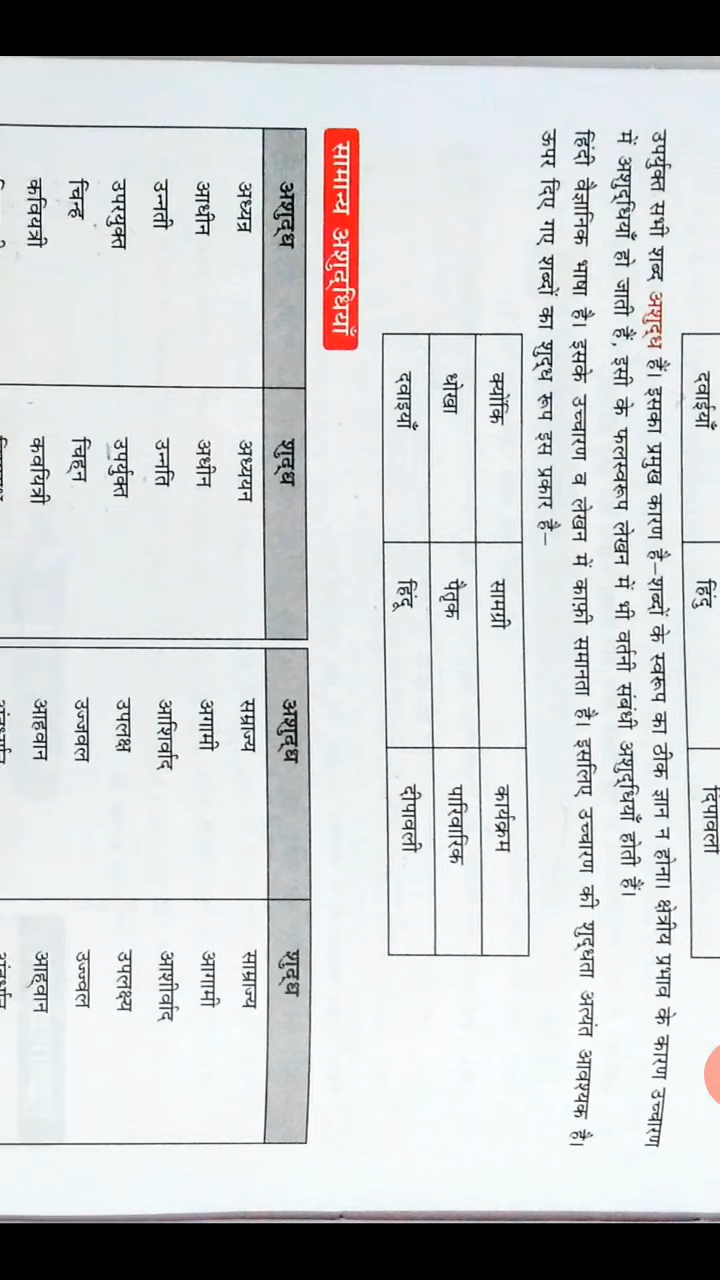 दवाईयाँ हिंदु दिपावली
उपर्युक्त सभी शब्द अशुद्ध हैं। इसका प्रमुख कारण है–शब्दों के स्वरूप का ठीक ज्ञान न होना। क्षेत्रीय प्रभाव के कारण उच्चारण
में अशुद्धियाँ हो जाती हैं, इसी के फलस्वरूप लेखन में भी वर्तनी संबंधी अशुद्धियाँ होती हैं।
हिंदी वैज्ञानिक भाषा है। इसके उच्चारण व लेखन में काफ़ी समानता है। इसलिए उच्चारण की शुद्धता अत्यंत आवश्यक है।
ऊपर दिए गए शब्दों का शुद्ध रूप इस प्रकार है–
क्योंकि सामग्री कार्यक्रम
धोखा पैतृक पारिवारिक
दवाइयाँ हिंदू दीपावली
सामान्य अशुद्धियाँ
अशुद्ध शुद्ध अशुद्ध शुद्ध
अध्यन अध्ययन सम्राज्य साम्राज्य
आधीन अधीन अगामी आगामी
उन्नती उन्नति आशिर्वाद आशीर्वाद
उपयुक्त उपर्युक्त उपलक्ष उपलक्ष्य
चिन्ह चिह्न उज्जवल उज्ज्वल
कवियत्री कवयित्री आहवान आह्वान